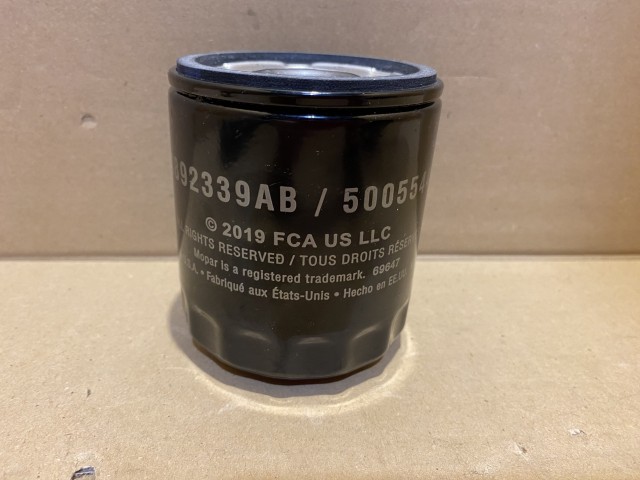 892339AB / 500554
© 2019 FCA US LLC
RIGHTS RESERVED / TOUS DROITS RÉSE
Mopar is a registered trademark. 69647
S.A. • Fabriqué aux États-Unis • Hecho en EE.UU.